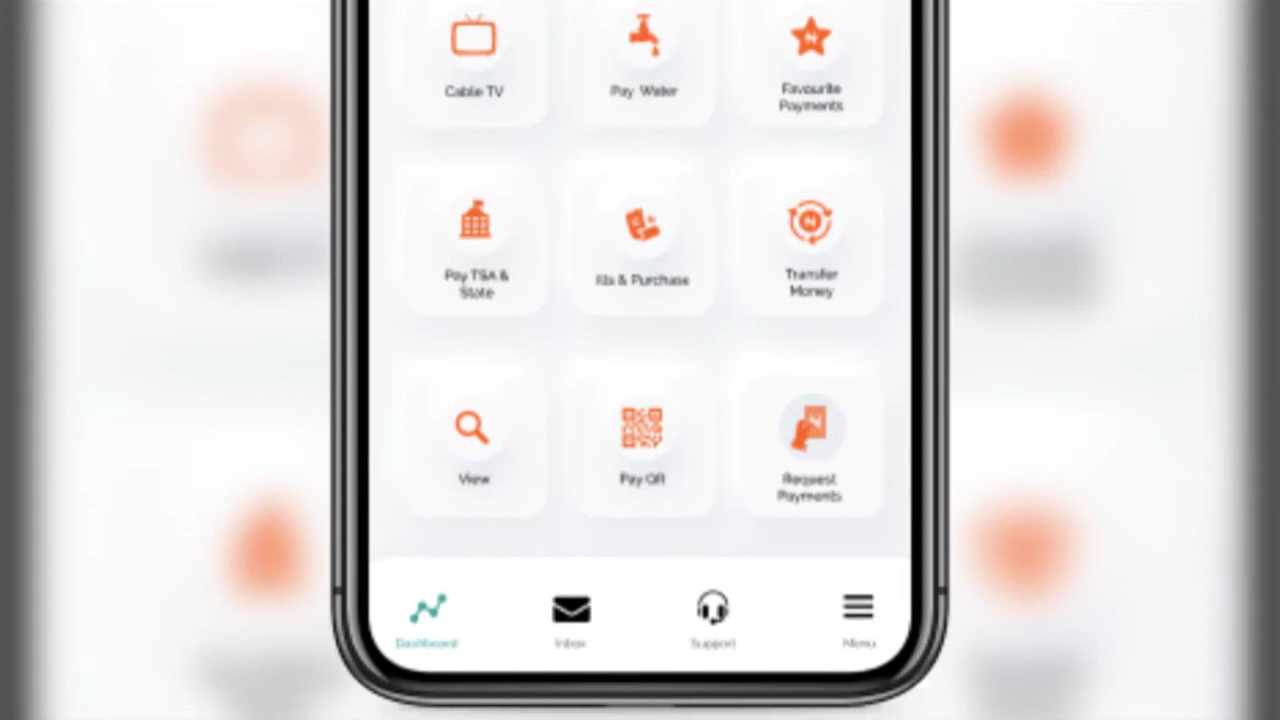 Cable TV
Pay Water
Favourite
Payments
Pay TSA &
State
& Purchase
Transfer
Money
View
Pay QR
Request
Payments
Dashboard
Inbox
Support
Menu